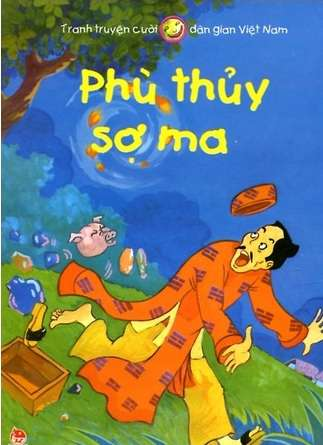 Tranh truyện cười dân gian Việt Nam
Phù thủy
sợ ma